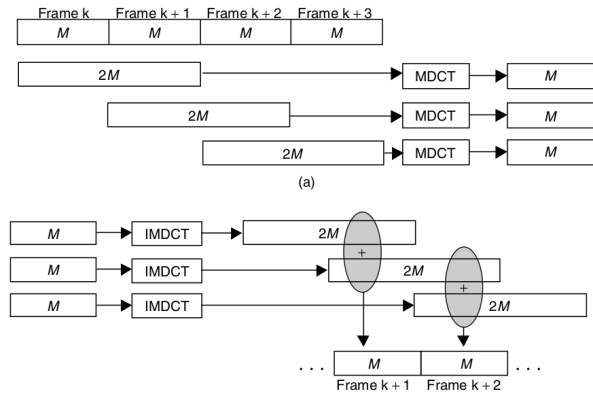 Frame k Frame k + 1 Frame k + 2 Frame k + 3
M M M M
2M MDCT M
2M MDCT M
2M MDCT M
(a)
M IMDCT 2M
+
M IMDCT 2M
+
M IMDCT 2M
. . . M M . . .
Frame k + 1 Frame k + 2